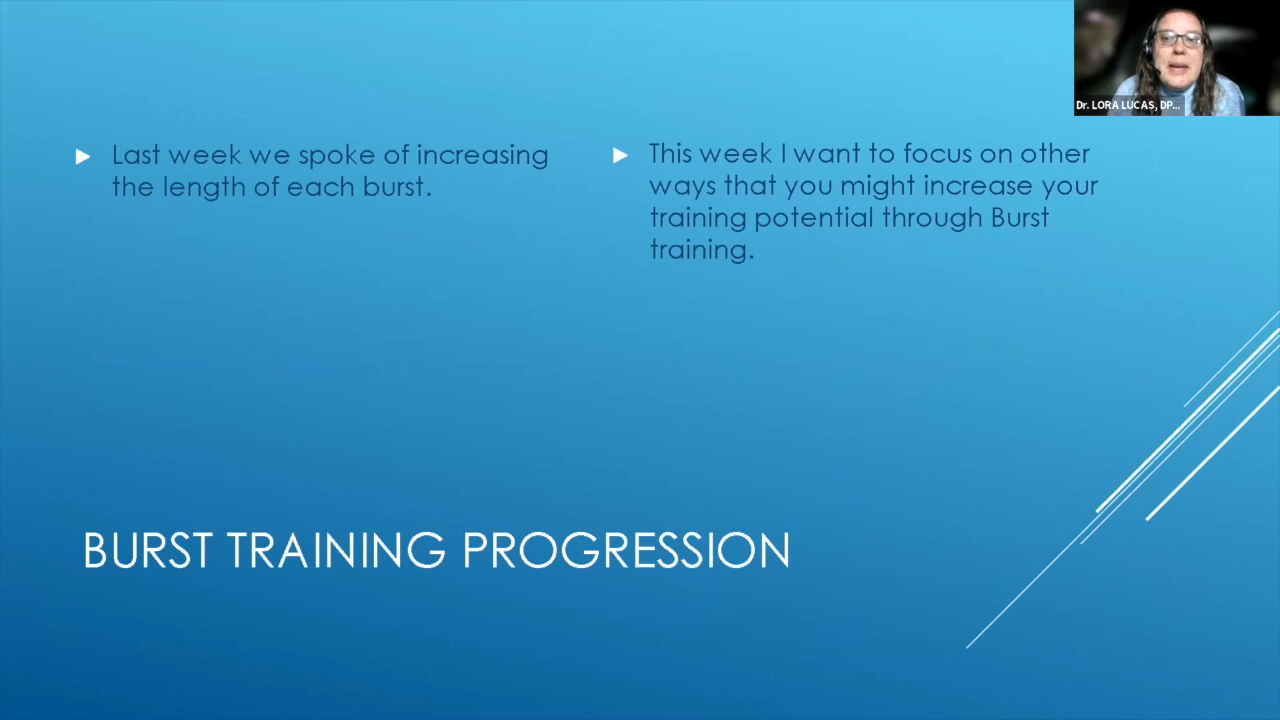 Dr. LORA LUCAS, DP...
Last week we spoke of increasing
the length of each burst.
This week I want to focus on other
ways that you might increase your
training potential through Burst
training.
BURST TRAINING PROGRESSION